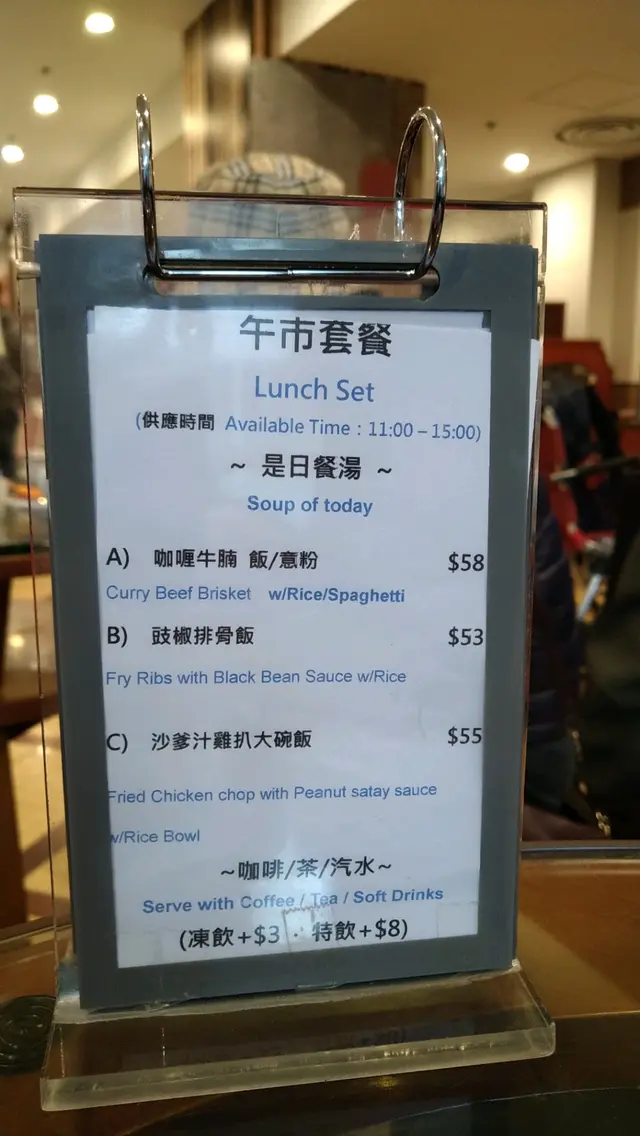 午市套餐
Lunch Set
(供應時間 Available Time : 11:00 – 15:00)
~ 是日餐湯 ~
Soup of today
A) 咖喱牛腩 飯/意粉 $58
Curry Beef Brisket w/Rice/Spaghetti
B) 豉椒排骨飯 $53
Fry Ribs with Black Bean Sauce w/Rice
C) 沙爹汁雞扒大碗飯 $55
Fried Chicken chop with Peanut satay sauce
w/Rice Bowl
~咖啡/茶/汽水~
Serve with Coffee / Tea / Soft Drinks
(凍飲+$3 · 特飲+$8)